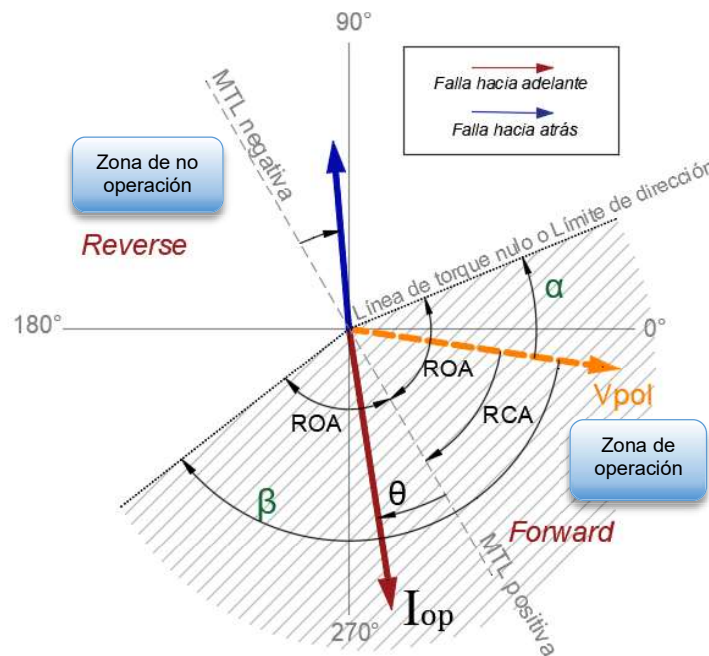 90°
Falla hacia adelante
Falla hacia atrás
MTL negativa
Zona de no
operación
Reverse
Línea de torque nulo o Límite de dirección
α
180°
0°
ROA
Vpol
ROA
RCA
Zona de
operación
θ
β
Forward
MTL positiva
Iop
270°